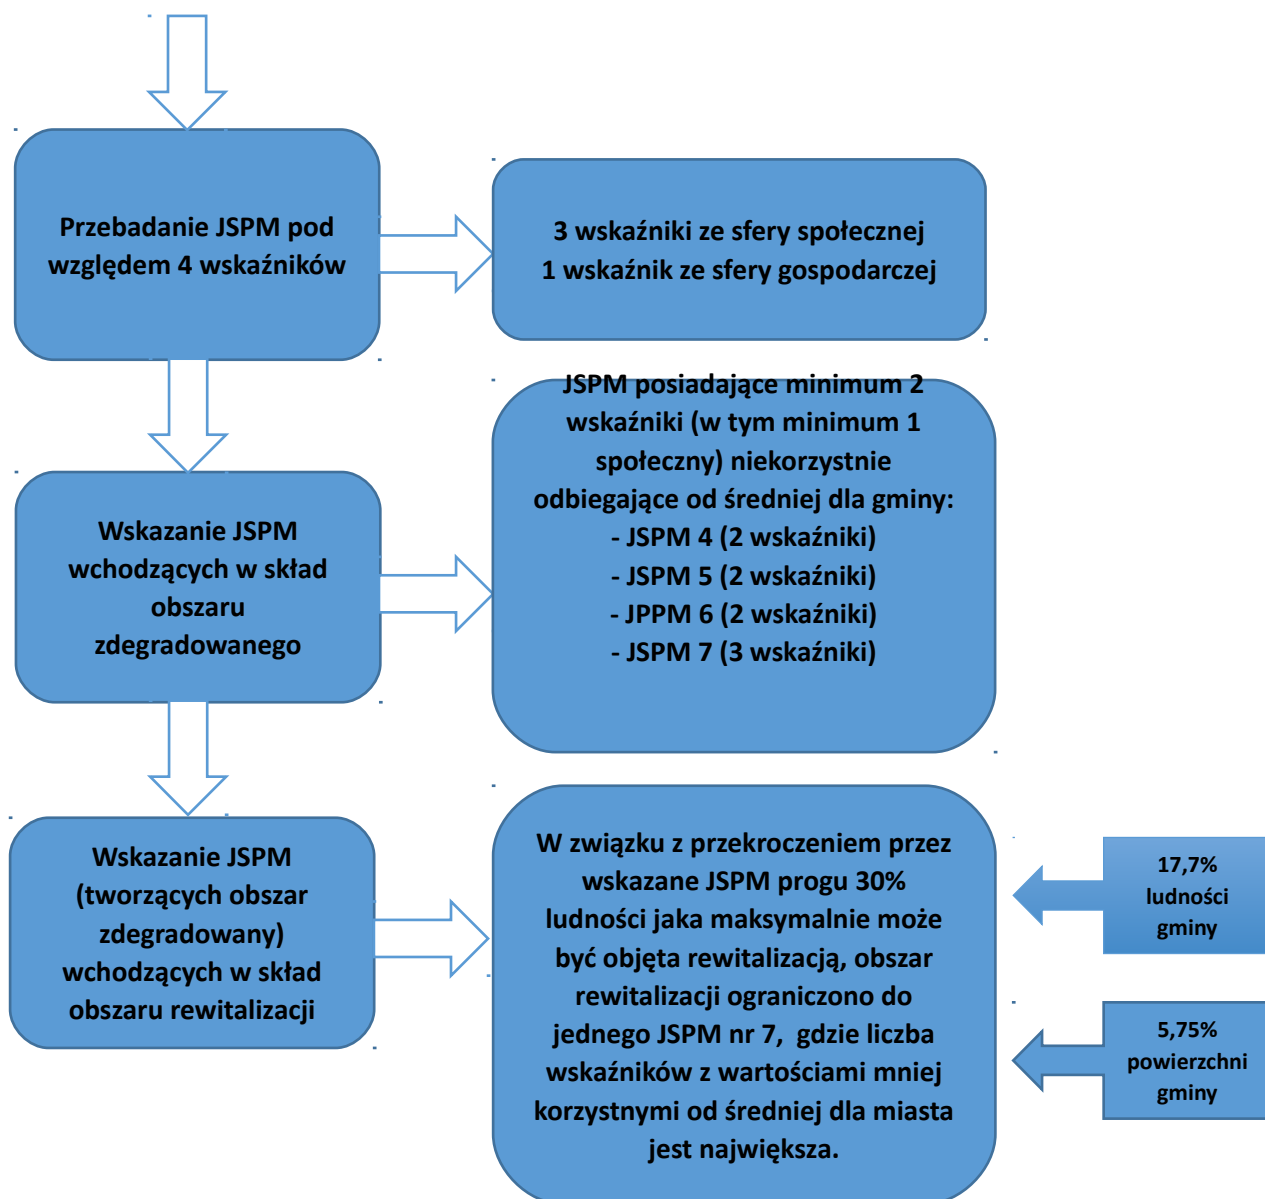 Przebadanie JSPM pod
względem 4 wskaźników
3 wskaźniki ze sfery społecznej
1 wskaźnik ze sfery gospodarczej
Wskazanie JSPM
wchodzących w skład
obszaru
zdegradowanego
JSPM posiadające minimum 2
wskaźniki (w tym minimum 1
społeczny) niekorzystnie
odbiegające od średniej dla gminy:
- JSPM 4 (2 wskaźniki)
- JSPM 5 (2 wskaźniki)
- JPPM 6 (2 wskaźniki)
- JSPM 7 (3 wskaźniki)
Wskazanie JSPM
(tworzących obszar
zdegradowany)
wchodzących w skład
obszaru rewitalizacji
W związku z przekroczeniem przez
wskazane JSPM progu 30%
ludności jaka maksymalnie może
być objęta rewitalizacją, obszar
rewitalizacji ograniczono do
jednego JSPM nr 7, gdzie liczba
wskaźników z wartościami mniej
korzystnymi od średniej dla miasta
jest największa.
17,7%
ludności
gminy
5,75%
powierzchni
gminy